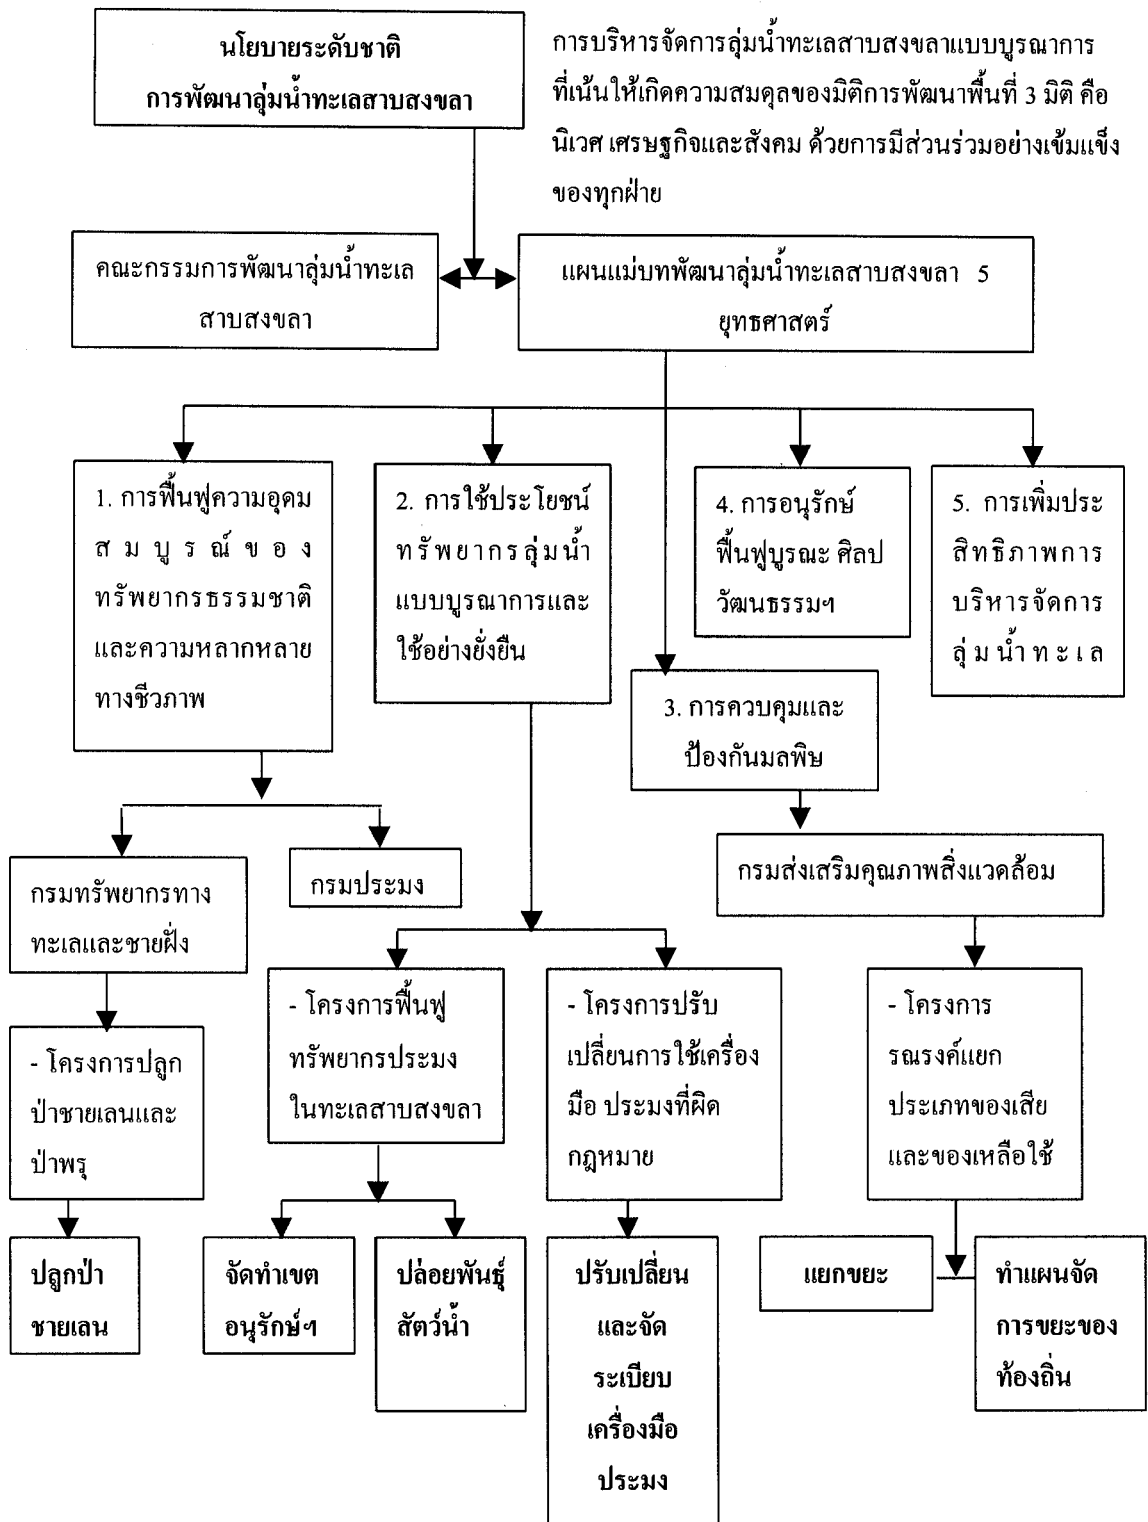 นโยบายระดับชาติ
การพัฒนาลุ่มน้ำทะเลสาบสงขลา
การบริหารจัดการลุ่มน้ำทะเลสาบสงขลาแบบบูรณาการ
ที่เน้นให้เกิดความสมดุลของมิติการพัฒนาพื้นที่ 3 มิติ คือ
นิเวศ เศรษฐกิจและสังคม ด้วยการมีส่วนร่วมอย่างเข้มแข็ง
ของทุกฝ่าย
คณะกรรมการพัฒนาลุ่มน้ำทะเล
สาบสงขลา
แผนแม่บทพัฒนาลุ่มน้ำทะเลสาบสงขลา 5
ยุทธศาสตร์
1. การฟื้นฟูความอุดม
สมบูรณ์ของ
ทรัพยากรธรรมชาติ
และความหลากหลาย
ทางชีวภาพ
2. การใช้ประโยชน์
ทรัพยากรลุ่มน้ำ
แบบบูรณาการและ
ใช้อย่างยั่งยืน
4. การอนุรักษ์
ฟื้นฟูบูรณะ ศิลป
วัฒนธรรมฯ
5. การเพิ่มประ
สิทธิภาพการ
บริหารจัดการ
ลุ่มน้ำทะเล
3. การควบคุมและ
ป้องกันมลพิษ
กรมทรัพยากรทาง
ทะเลและชายฝั่ง
กรมประมง
กรมส่งเสริมคุณภาพสิ่งแวดล้อม
- โครงการปลูก
ป่าชายเลนและ
ป่าพรุ
- โครงการฟื้นฟู
ทรัพยากรประมง
ในทะเลสาบสงขลา
- โครงการปรับ
เปลี่ยนการใช้เครื่อง
มือ ประมงที่ผิด
กฎหมาย
- โครงการ
รณรงค์แยก
ประเภทของเสีย
และของเหลือใช้
ปลูกป่า
ชายเลน
จัดทำเขต
อนุรักษ์ฯ
ปล่อยพันธุ์
สัตว์น้ำ
ปรับเปลี่ยน
และจัด
ระเบียบ
เครื่องมือ
ประมง
แยกขยะ
ทำแผนจัด
การขยะของ
ท้องถิ่น